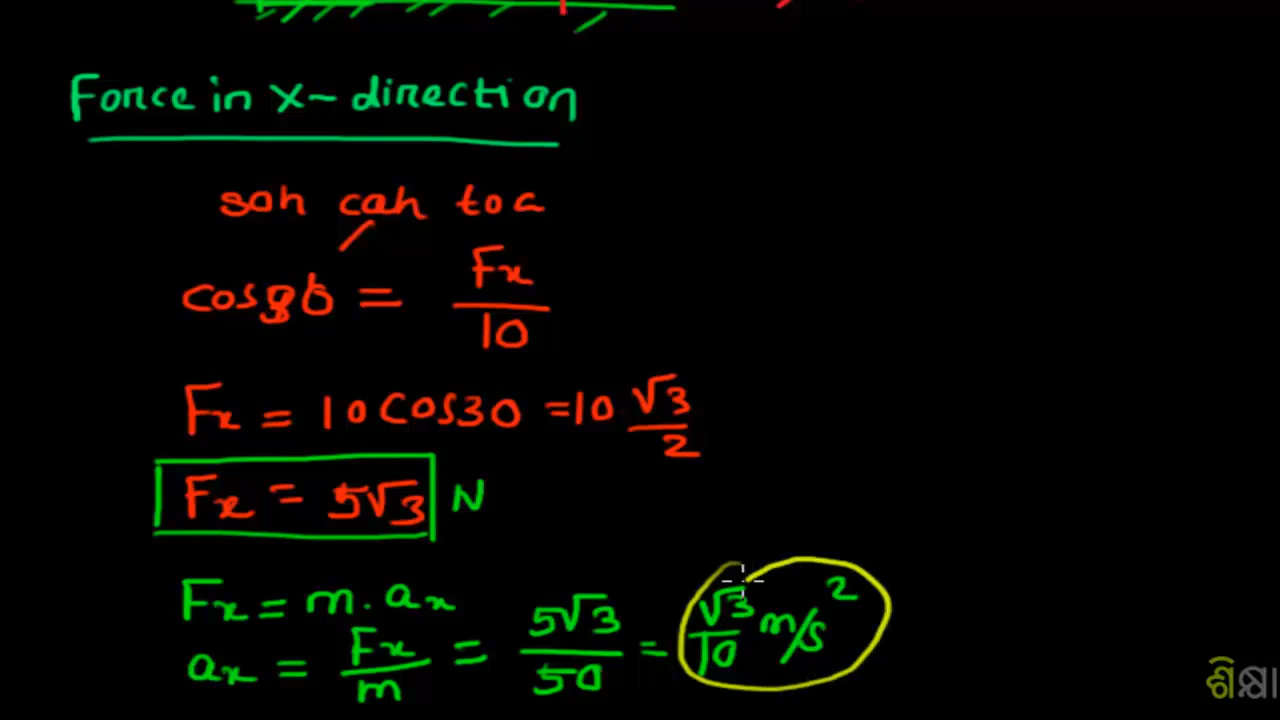 Force in x- direction
soh cah toa
cos30 = Fx/10
Fx = 10 cos30 = 10 √3/2
Fx = 5√3 N
Fx = m.ax
ax = Fx/m = 5√3/50 = √3/10 m/s²
ଶିକ୍ଷା